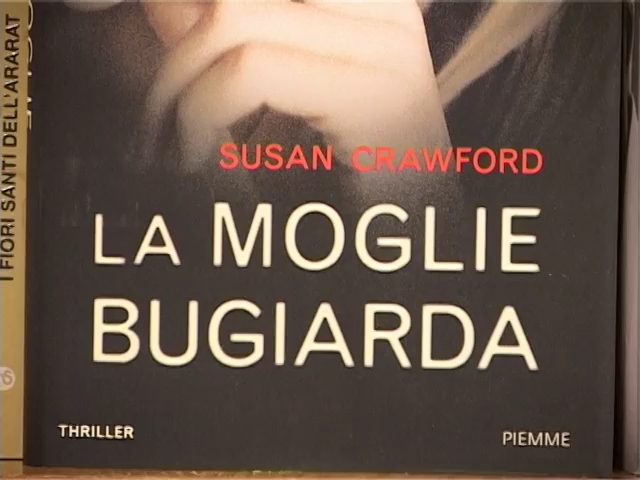 SUSAN CRAWFORD
LA MOGLIE
BUGIARDA
THRILLER
PIEMME
I FIORI SANTI DELL'ARARAT